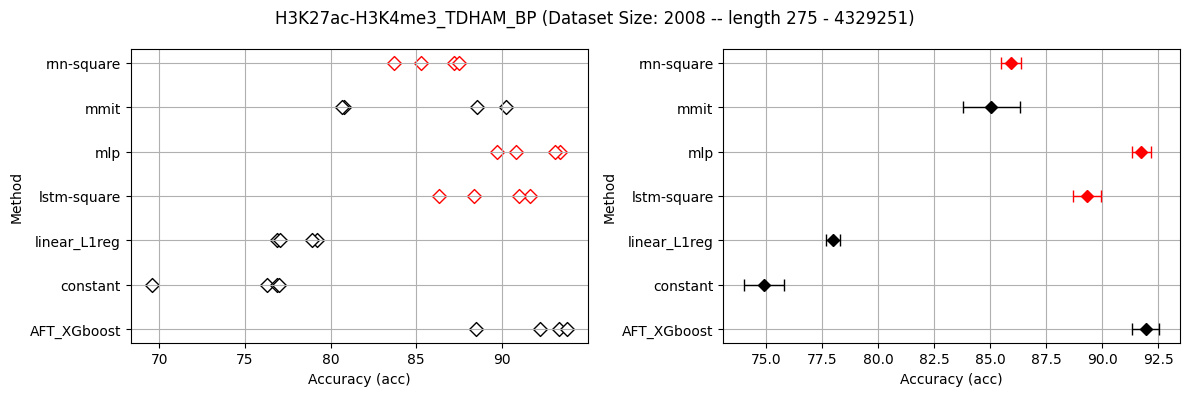 H3K27ac-H3K4me3_TDHAM_BP (Dataset Size: 2008 -- length 275 - 4329251)
Method
rnn-square
mmit
mlp
lstm-square
linear_L1reg
constant
AFT_XGboost
70 75 80 85 90
Accuracy (acc)
Method
rnn-square
mmit
mlp
lstm-square
linear_L1reg
constant
AFT_XGboost
75.0 77.5 80.0 82.5 85.0 87.5 90.0 92.5
Accuracy (acc)